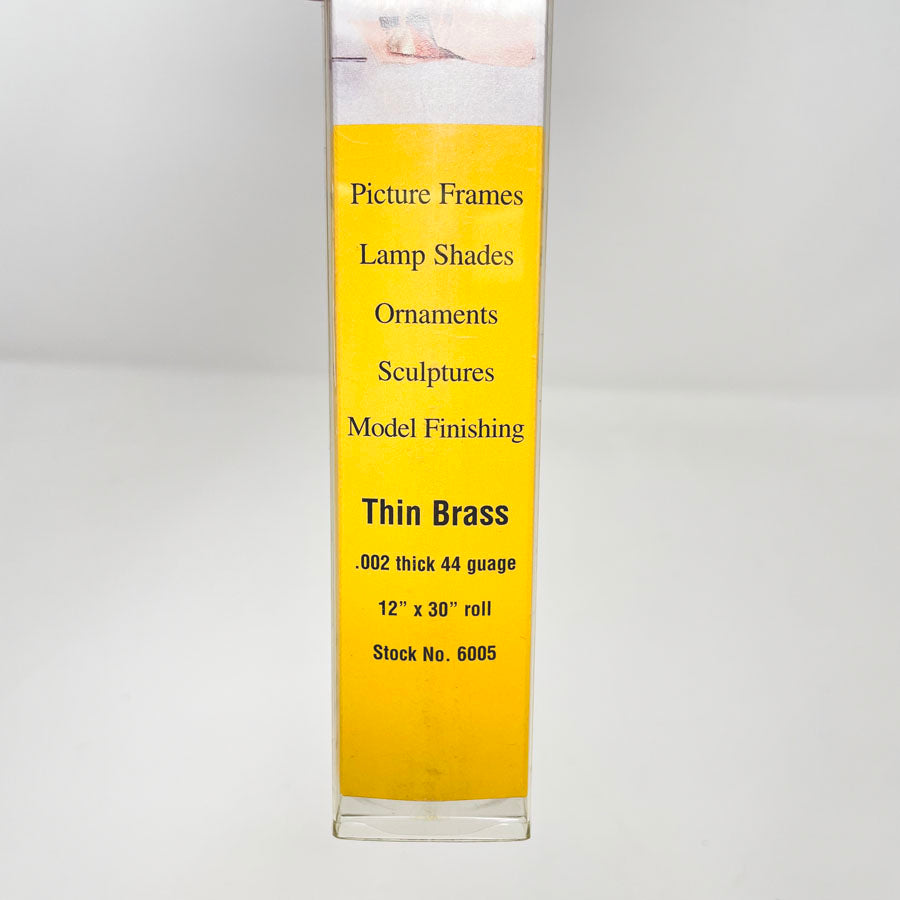 Picture Frames
Lamp Shades
Ornaments
Sculptures
Model Finishing
Thin Brass
.002 thick 44 guage
12” x 30” roll
Stock No. 6005